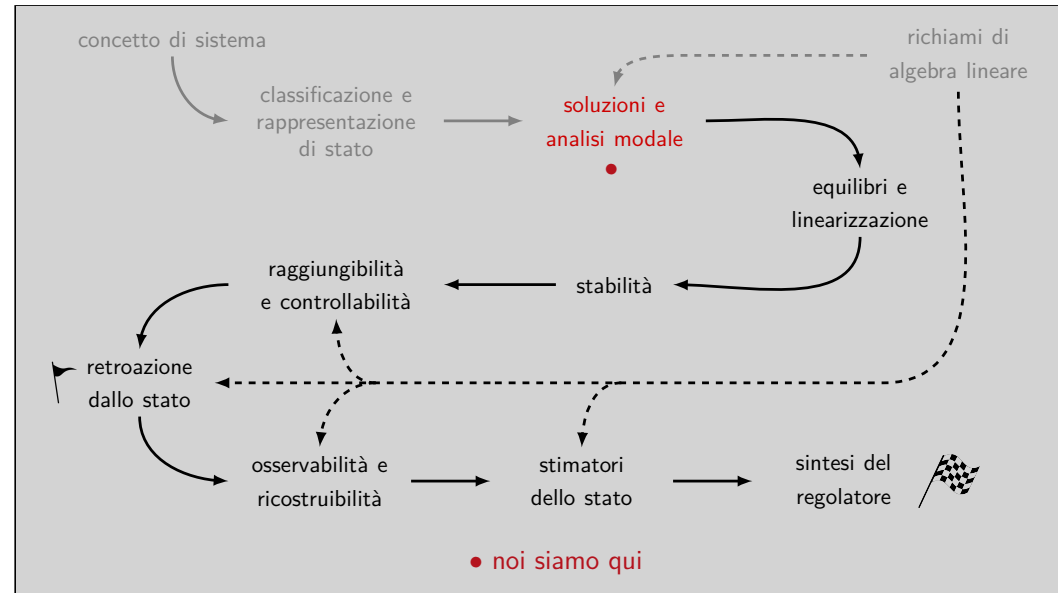 concetto di sistema
richiami di
algebra lineare
classificazione e
rappresentazione
di stato
soluzioni e
analisi modale
equilibri e
linearizzazione
raggiungibilità
e controllabilità
stabilità
retroazione
dallo stato
osservabilità e
ricostruibilità
stimatori
dello stato
sintesi del
regolatore
• noi siamo qui